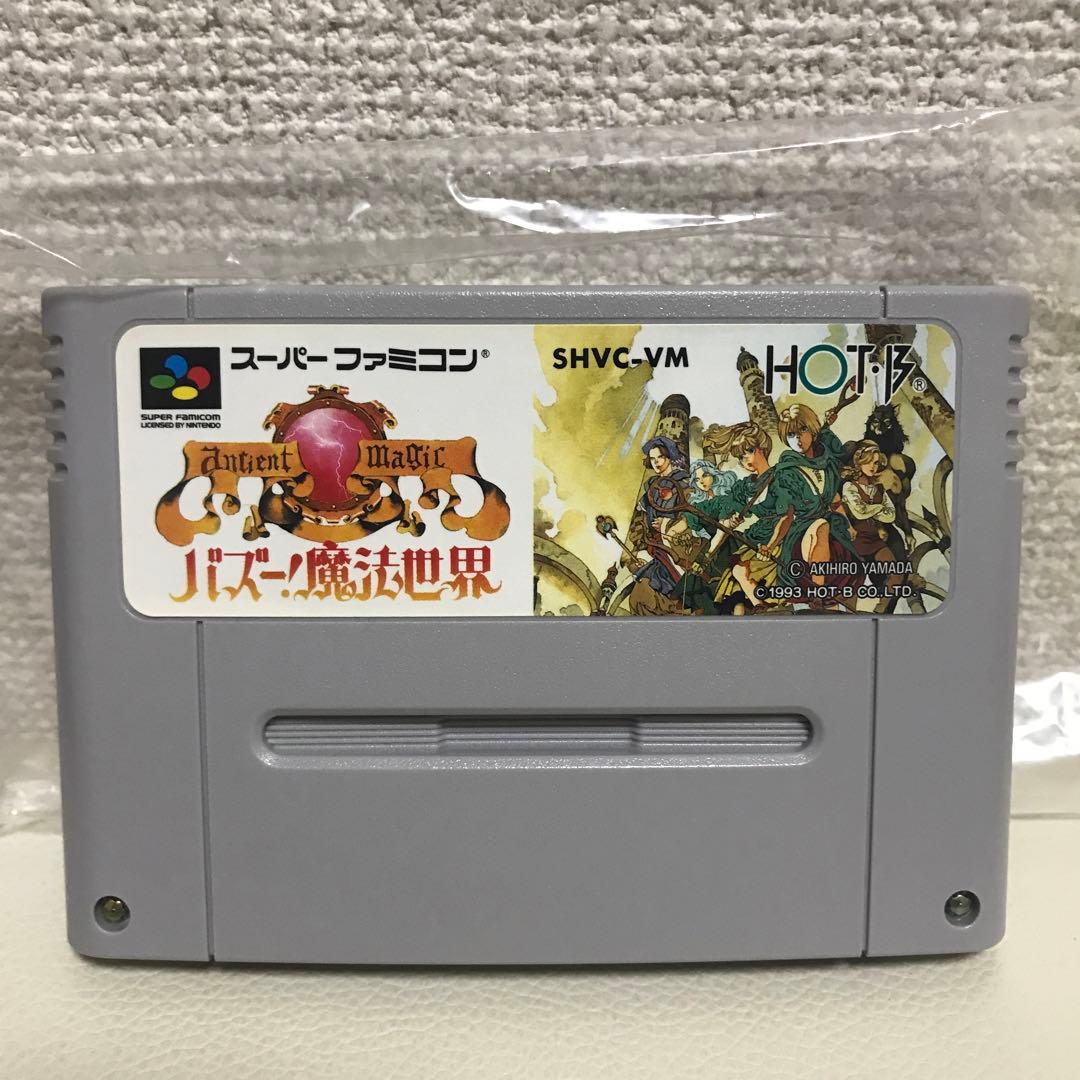 スーパーファミコン®
SUPER FAMICOM
LICENSED BY NINTENDO
ancient magic
バズー!魔法世界
SHVC-VM
HOT·B®
© AKIHIRO YAMADA
©1993 HOT-B CO.,LTD.